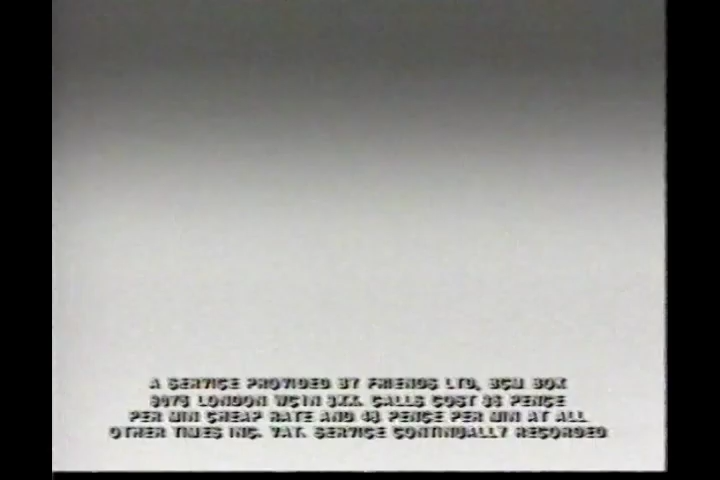 A SERVICE PROVIDED BY FRIENDS LTD, BCM BOX
LONDON WC1N 3XX. CALLS COST 36 PENCE
PER MIN CHEAP RATE AND 48 PENCE PER MIN AT ALL
OTHER TIMES INC. VAT. SERVICE CONTINUALLY RECORDED